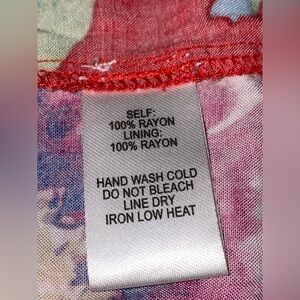 SELF:
100% RAYON
LINING:
100% RAYON
HAND WASH COLD
DO NOT BLEACH
LINE DRY
IRON LOW HEAT